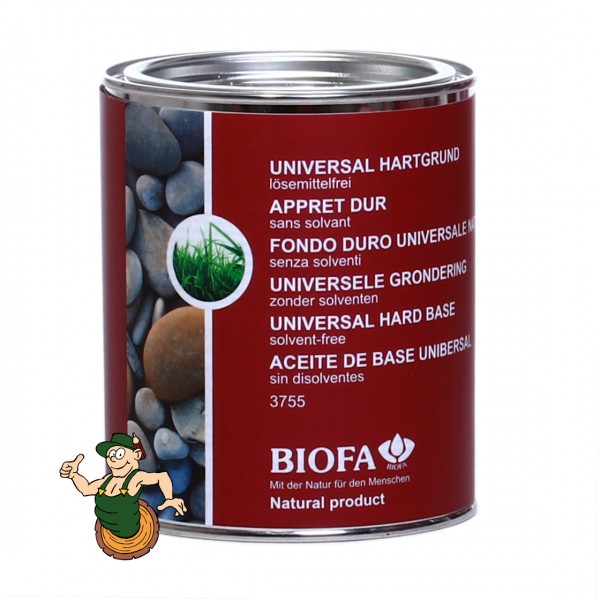 UNIVERSAL HARTGRUND
lösemittelfrei
APPRET DUR
sans solvant
FONDO DURO UNIVERSALE
senza solventi
UNIVERSELE GRONDERING
zonder solventen
UNIVERSAL HARD BASE
solvent-free
ACEITE DE BASE UNIBERSAL
sin disolventes
3755
BIOFA
BIOFA
Mit der Natur für den Menschen
Natural product